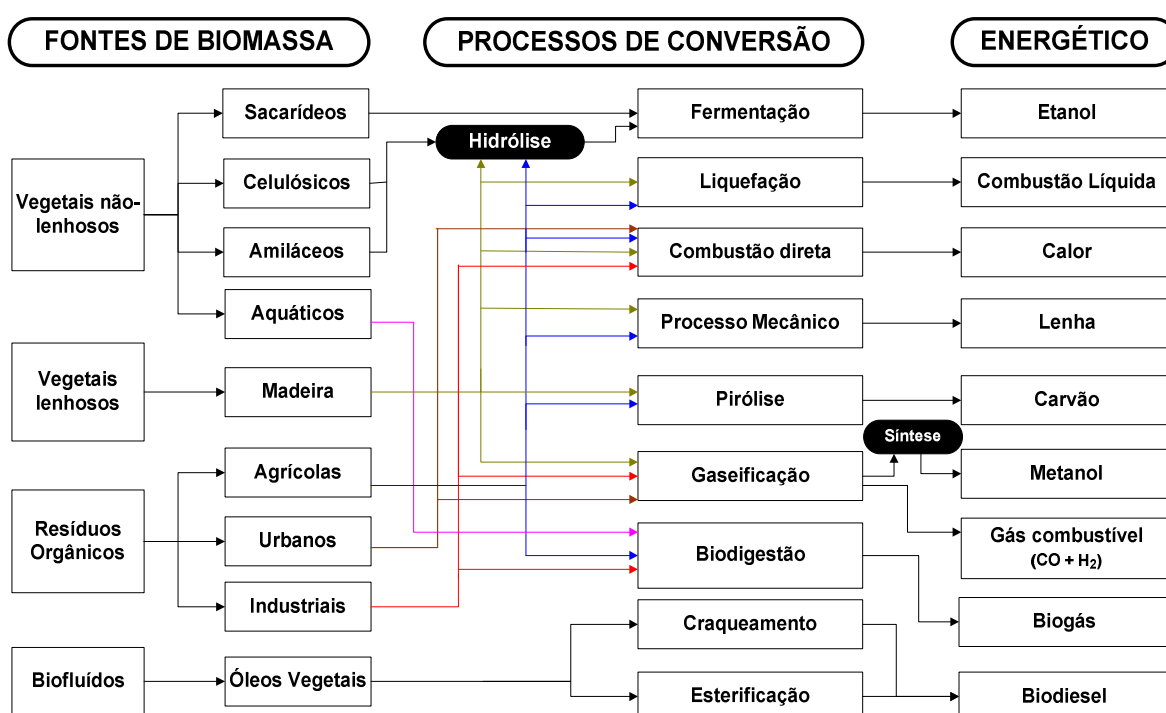 FONTES DE BIOMASSA
PROCESSOS DE CONVERSÃO
ENERGÉTICO
Vegetais não-
lenhosos
Sacarídeos
Celulósicos
Amiláceos
Aquáticos
Hidrólise
Fermentação
Etanol
Liquefação
Combustão Líquida
Combustão direta
Calor
Processo Mecânico
Lenha
Vegetais
lenhosos
Madeira
Pirólise
Carvão
Síntese
Resíduos
Orgânicos
Agrícolas
Urbanos
Industriais
Gaseificação
Metanol
Gás combustível
(CO + H₂)
Biodigestão
Biogás
Biofluídos
Óleos Vegetais
Craqueamento
Esterificação
Biodiesel